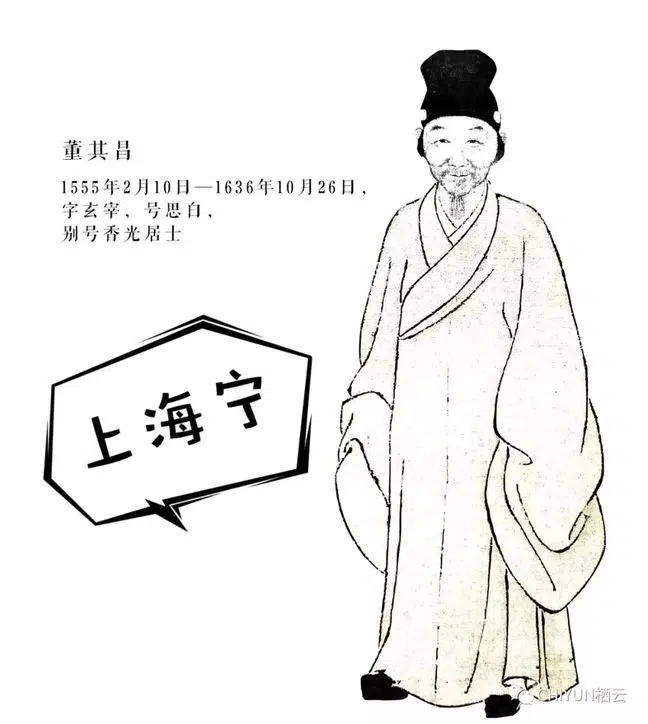 董其昌
1555年2月10日—1636年10月26日,
字玄宰, 号思白,
别号香光居士
上海宁
CHIYUN栖云